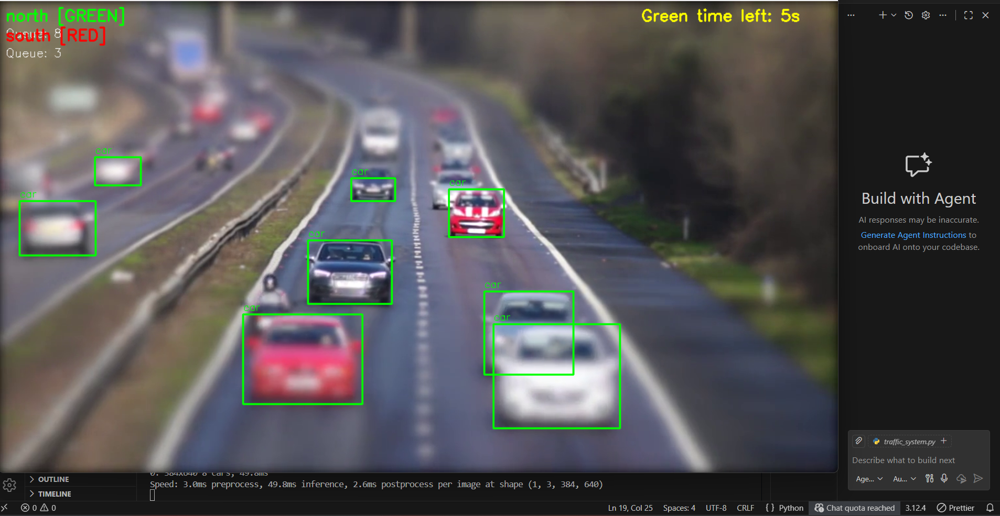 north [GREEN]
Green time left: 5s
Queue: 8
south [RED]
Queue: 3
car
car
car
car
car
car
car
car
Build with Agent
AI responses may be inaccurate.
Generate Agent Instructions to
onboard AI onto your codebase.
traffic_system.py
Describe what to build next
Age...
Au...
0: 384x640 8 cars, 49.8ms
Speed: 3.0ms preprocess, 49.8ms inference, 2.6ms postprocess per image at shape (1, 3, 384, 640)
OUTLINE
TIMELINE
0 0
Ln 19, Col 25 Spaces: 4 UTF-8 CRLF {} Python Chat quota reached 3.12.4 Prettier